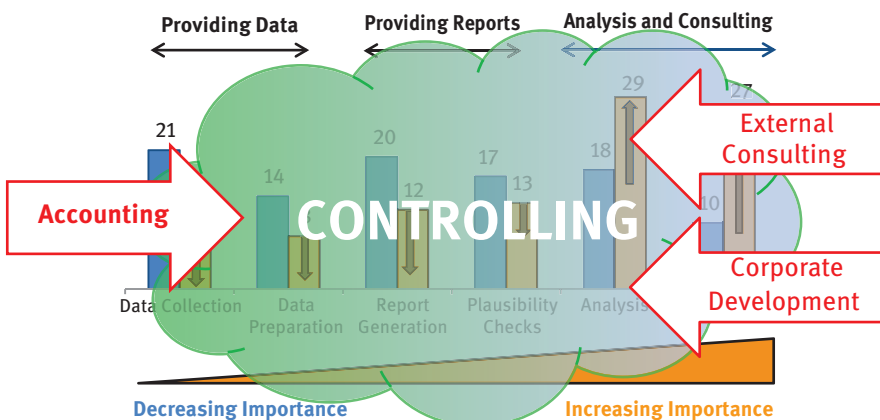 Providing Data
Providing Reports
Analysis and Consulting
21
14
20
12
17
13
18
29
10
27
Accounting
CONTROLLING
External
Consulting
Corporate
Development
Data Collection
Data
Preparation
Report
Generation
Plausibility
Checks
Analysis
Decreasing Importance
Increasing Importance